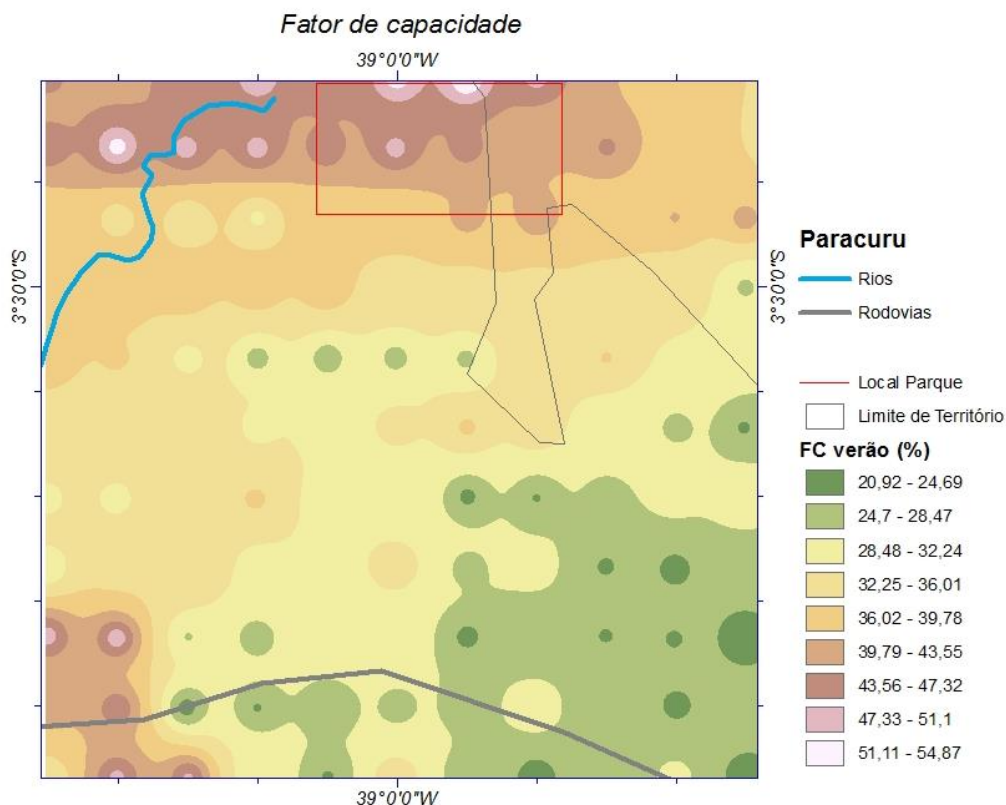 Fator de capacidade
39°0'0"W
3°30'0"S
3°30'0"S
39°0'0"W
Paracuru
Rios
Rodovias
Local Parque
Limite de Território
FC verão (%)
20,92 - 24,69
24,7 - 28,47
28,48 - 32,24
32,25 - 36,01
36,02 - 39,78
39,79 - 43,55
43,56 - 47,32
47,33 - 51,1
51,11 - 54,87